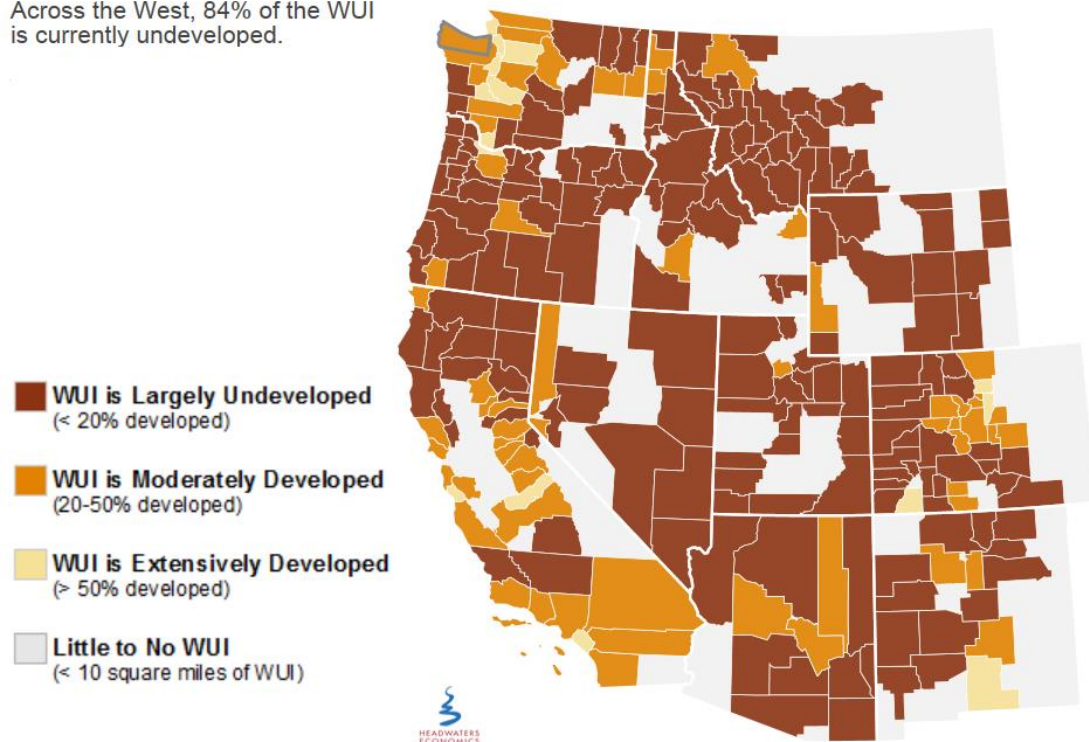 Across the West, 84% of the WUI
is currently undeveloped.
WUI is Largely Undeveloped
(< 20% developed)
WUI is Moderately Developed
(20-50% developed)
WUI is Extensively Developed
(> 50% developed)
Little to No WUI
(< 10 square miles of WUI)
HEADWATERS
ECONOMICS